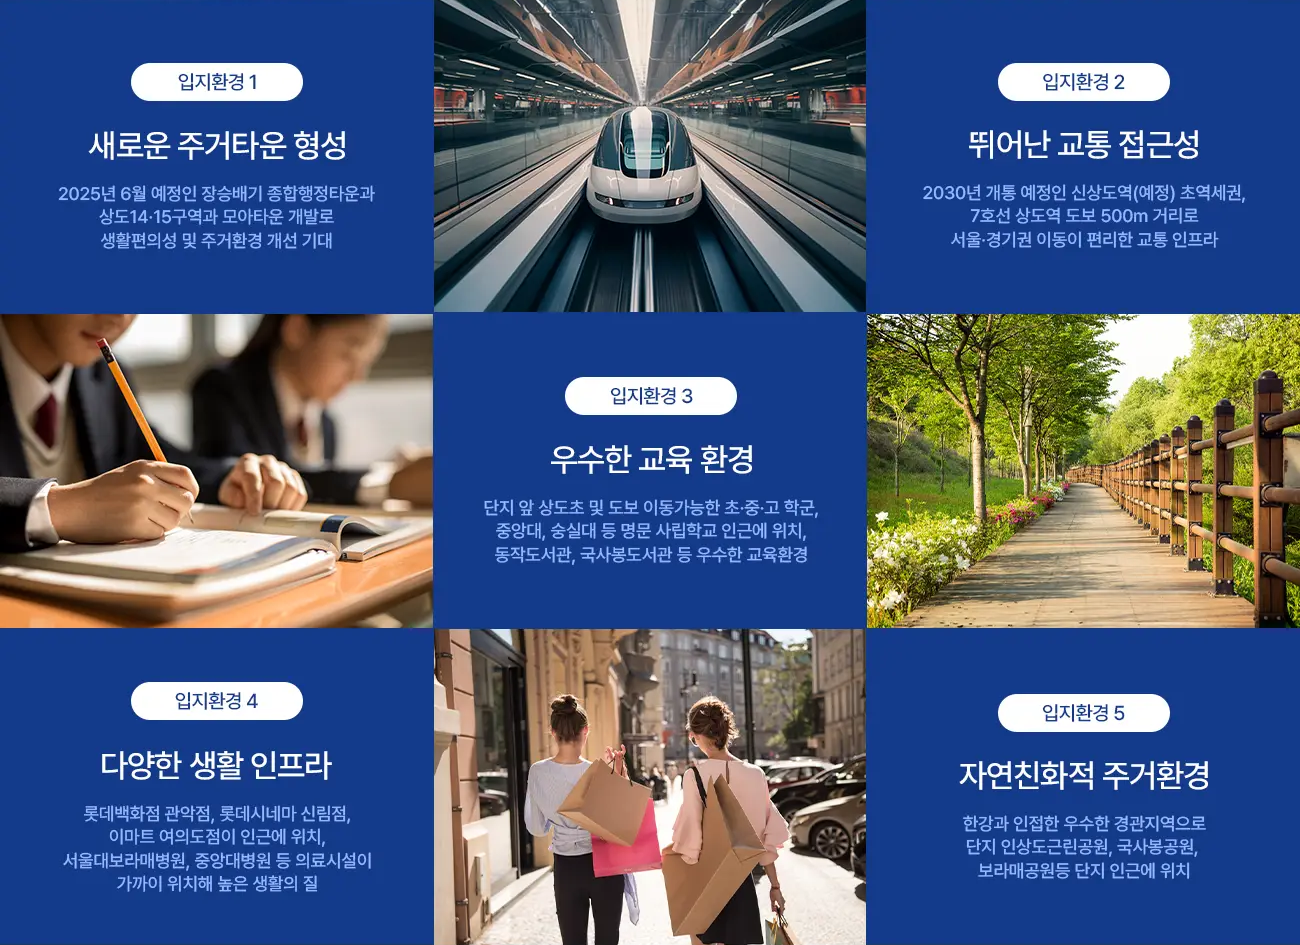 입지환경 1
새로운 주거타운 형성
2025년 6월 예정인 장승배기 종합행정타운과
상도14·15구역과 모아타운 개발로
생활편의성 및 주거환경 개선 기대
입지환경 2
뛰어난 교통 접근성
2030년 개통 예정인 신상도역(예정) 초역세권,
7호선 상도역 도보 500m 거리로
서울·경기권 이동이 편리한 교통 인프라
입지환경 3
우수한 교육 환경
단지 앞 상도초 및 도보 이동가능한 초·중·고 학군,
중앙대, 숭실대 등 명문 사립학교 인근에 위치,
동작도서관, 국사봉도서관 등 우수한 교육환경
입지환경 4
다양한 생활 인프라
롯데백화점 관악점, 롯데시네마 신림점,
이마트 여의도점이 인근에 위치,
서울대보라매병원, 중앙대병원 등 의료시설이
가까이 위치해 높은 생활의 질
입지환경 5
자연친화적 주거환경
한강과 인접한 우수한 경관지역으로
단지 인상도근린공원, 국사봉공원,
보라매공원등 단지 인근에 위치